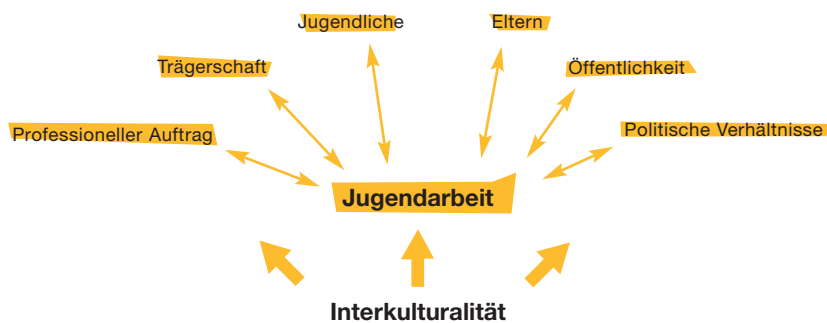 Jugendliche
Eltern
Trägerschaft
Öffentlichkeit
Professioneller Auftrag
Politische Verhältnisse
Jugendarbeit
Interkulturalität